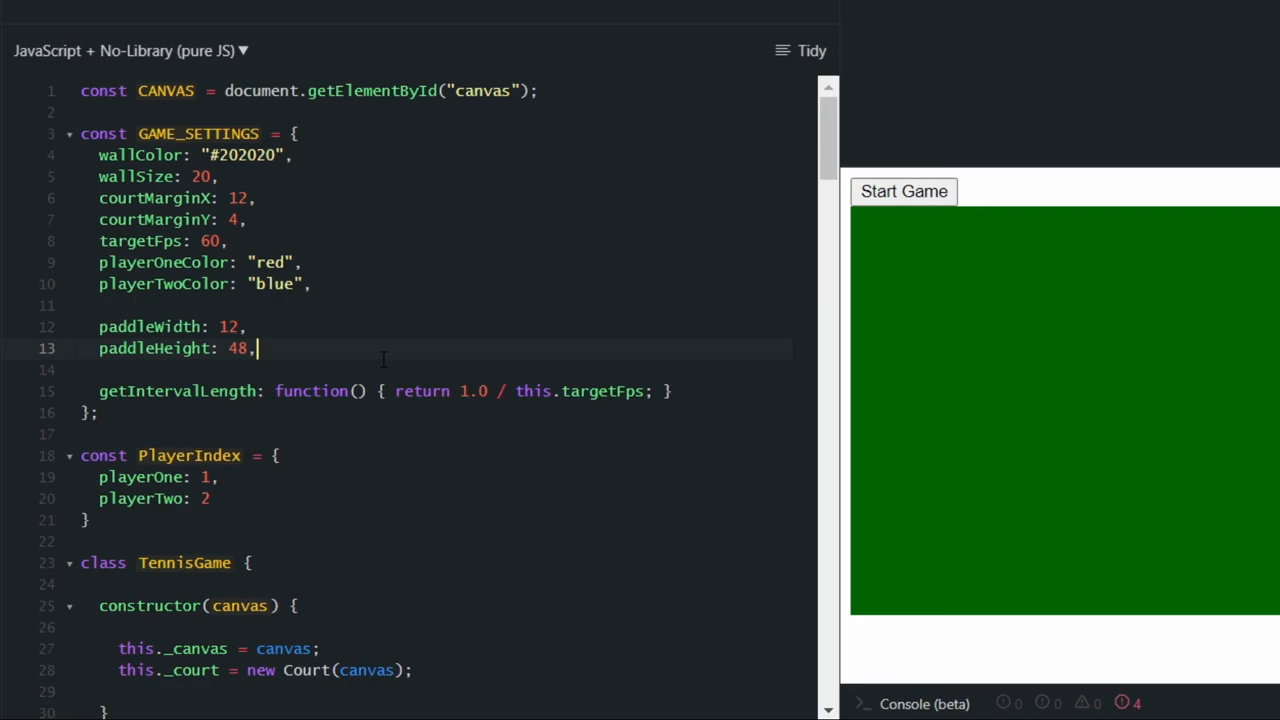 JavaScript + No-Library (pure JS) ▼
Tidy
1 const CANVAS = document.getElementById("canvas");
2
3 const GAME_SETTINGS = {
4 wallColor: "#202020",
5 wallSize: 20,
6 courtMarginX: 12,
7 courtMarginY: 4,
8 targetFps: 60,
9 playerOneColor: "red",
10 playerTwoColor: "blue",
11
12 paddleWidth: 12,
13 paddleHeight: 48,
14
15 getIntervalLength: function() { return 1.0 / this.targetFps; }
16 };
17
18 const PlayerIndex = {
19 playerOne: 1,
20 playerTwo: 2
21 }
22
23 class TennisGame {
24
25 constructor(canvas) {
26
27 this._canvas = canvas;
28 this._court = new Court(canvas);
29
30 }
Start Game
>_ Console (beta) 0 0 0 4